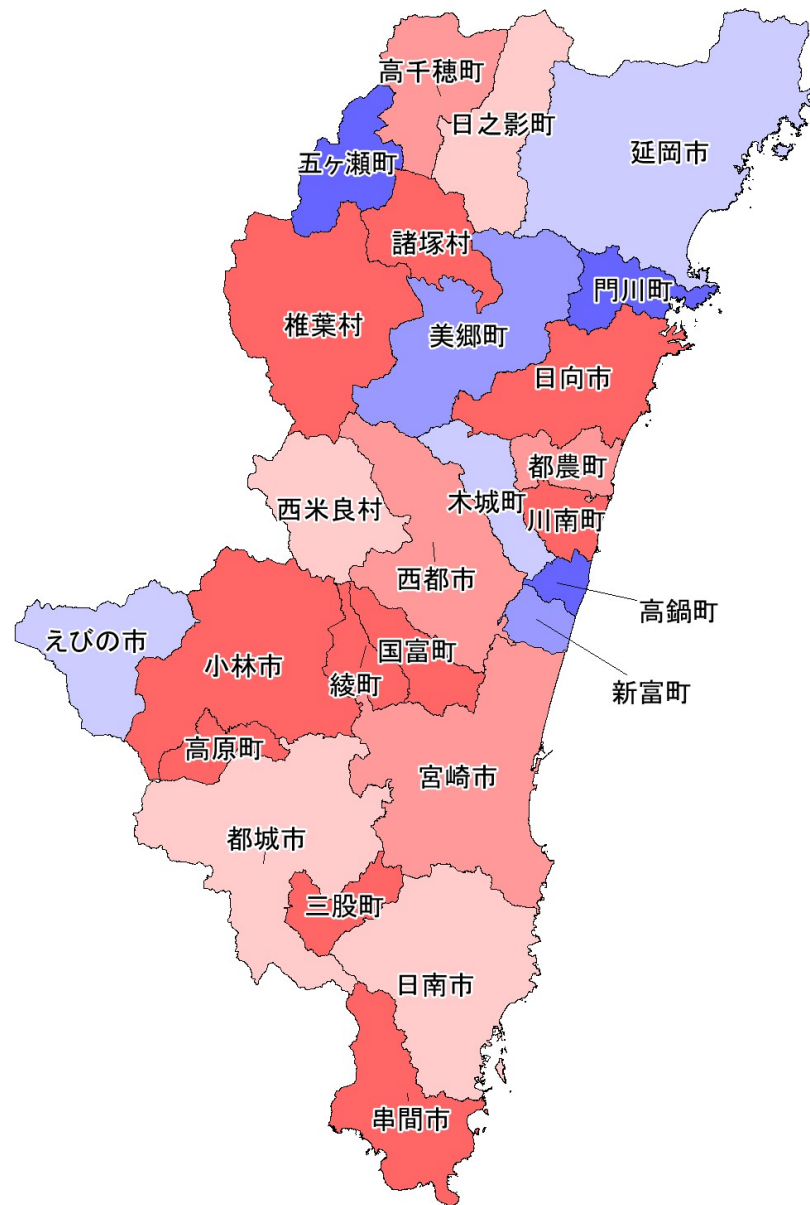 高千穂町
日之影町
延岡市
五ヶ瀬町
諸塚村
門川町
椎葉村
美郷町
日向市
都農町
木城町
西米良村
川南町
西都市
高鍋町
えびの市
国富町
小林市
綾町
新富町
高原町
宮崎市
都城市
三股町
日南市
串間市